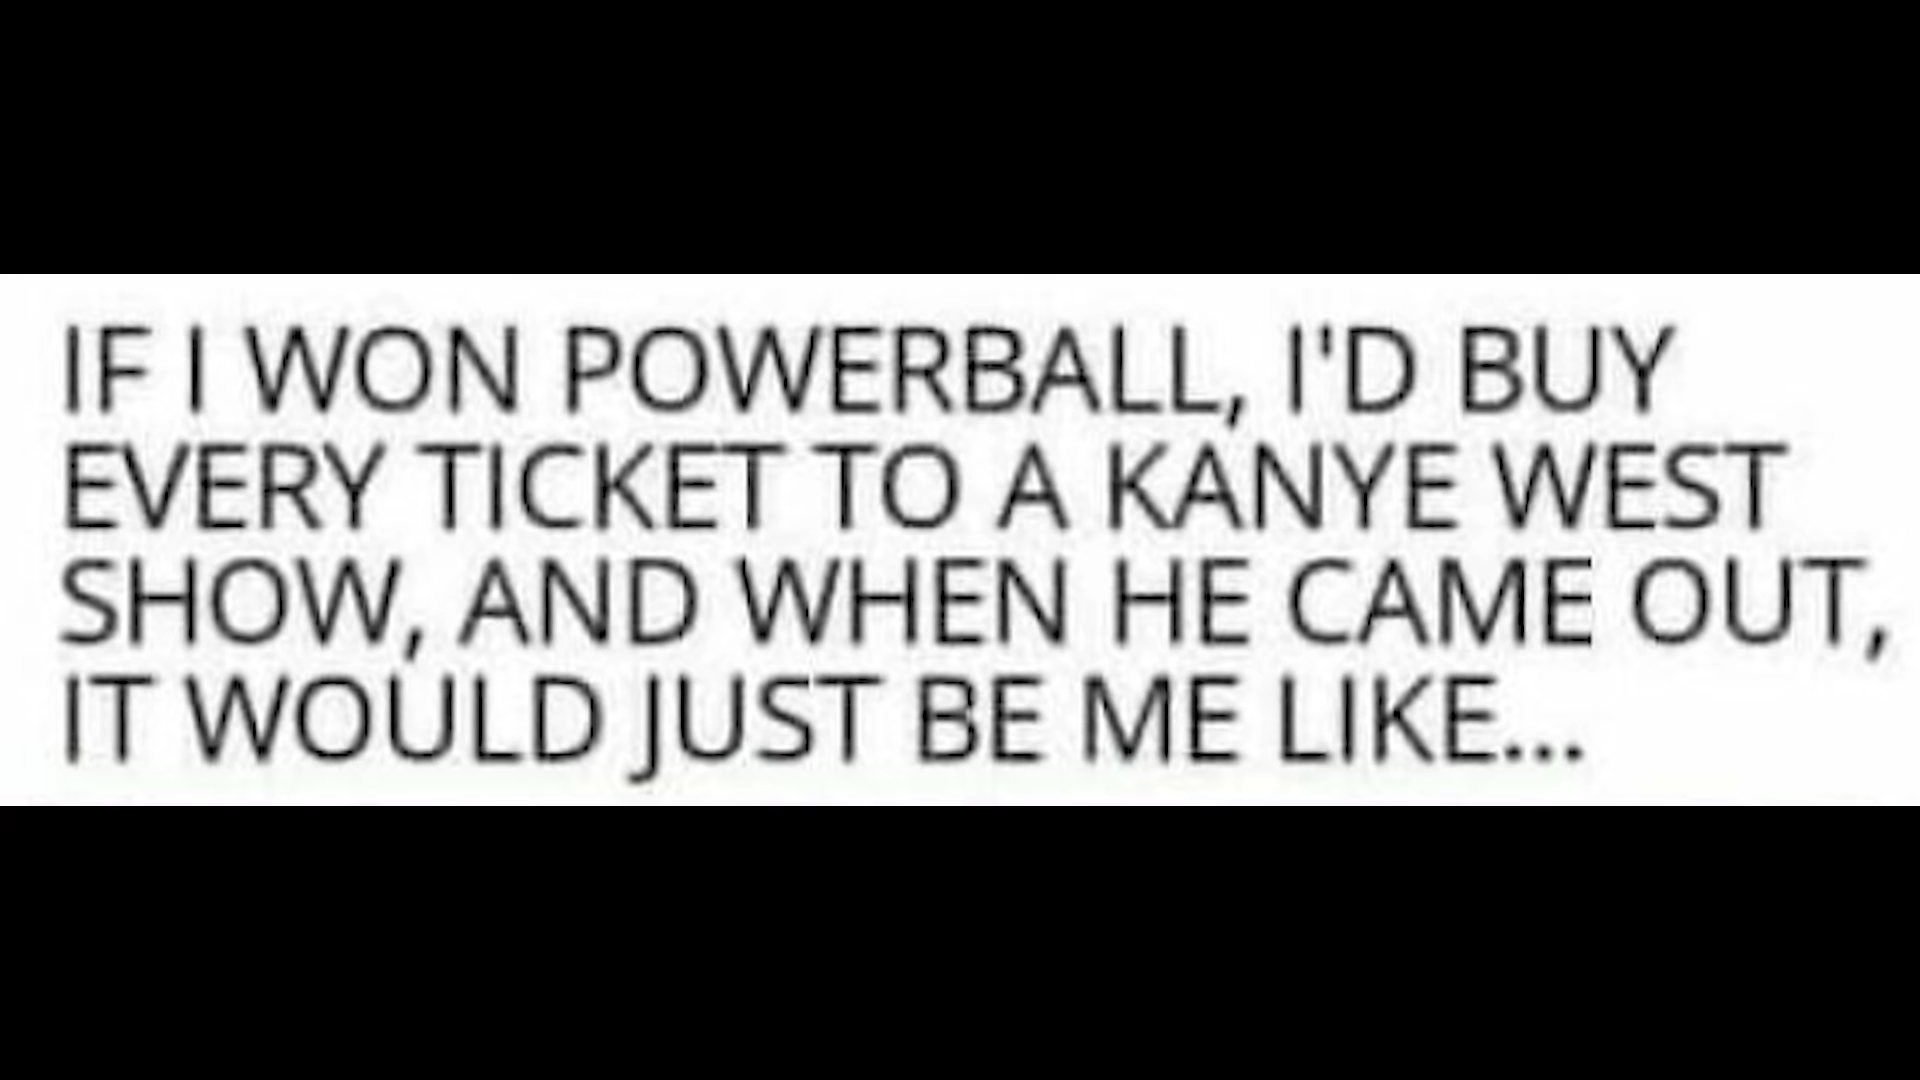 IF I WON POWERBALL, I'D BUY
EVERY TICKET TO A KANYE WEST
SHOW, AND WHEN HE CAME OUT,
IT WOULD JUST BE ME LIKE...